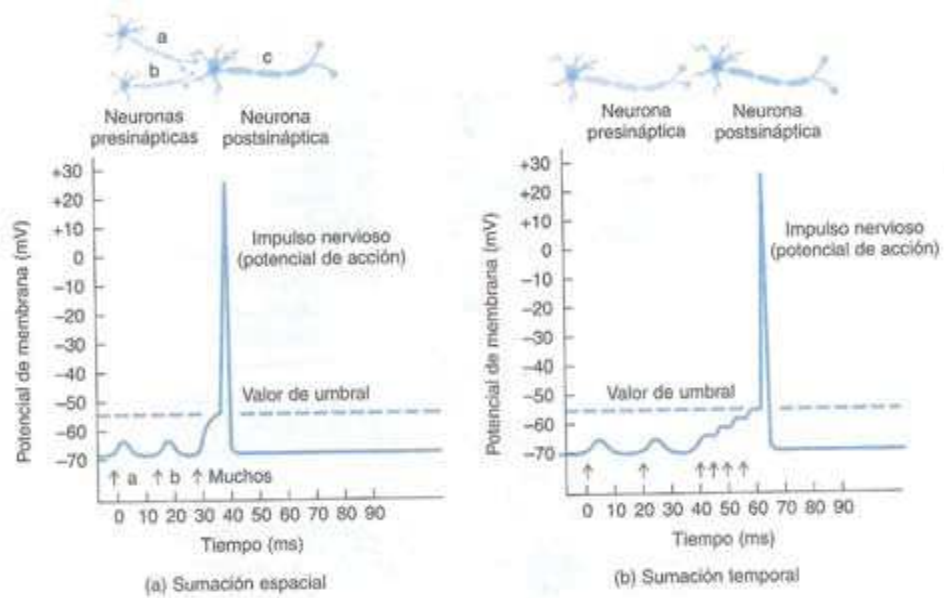 a
b
c
Neuronas
presinápticas
Neurona
postsináptica
Potencial de membrana (mV)
+30
+20
+10
0
–10
–20
–30
–40
–50
–60
–70
Impulso nervioso
(potencial de acción)
Valor de umbral
↑ a ↑ b ↑ Muchos
0 10 20 30 40 50 60 70 80 90
Tiempo (ms)
(a) Sumación espacial
Neurona
presináptica
Neurona
postsináptica
Potencial de membrana (mV)
+30
+20
+10
0
–10
–20
–30
–40
–50
–60
–70
Impulso nervioso
(potencial de acción)
Valor de umbral
0 10 20 30 40 50 60 70 80 90
Tiempo (ms)
(b) Sumación temporal